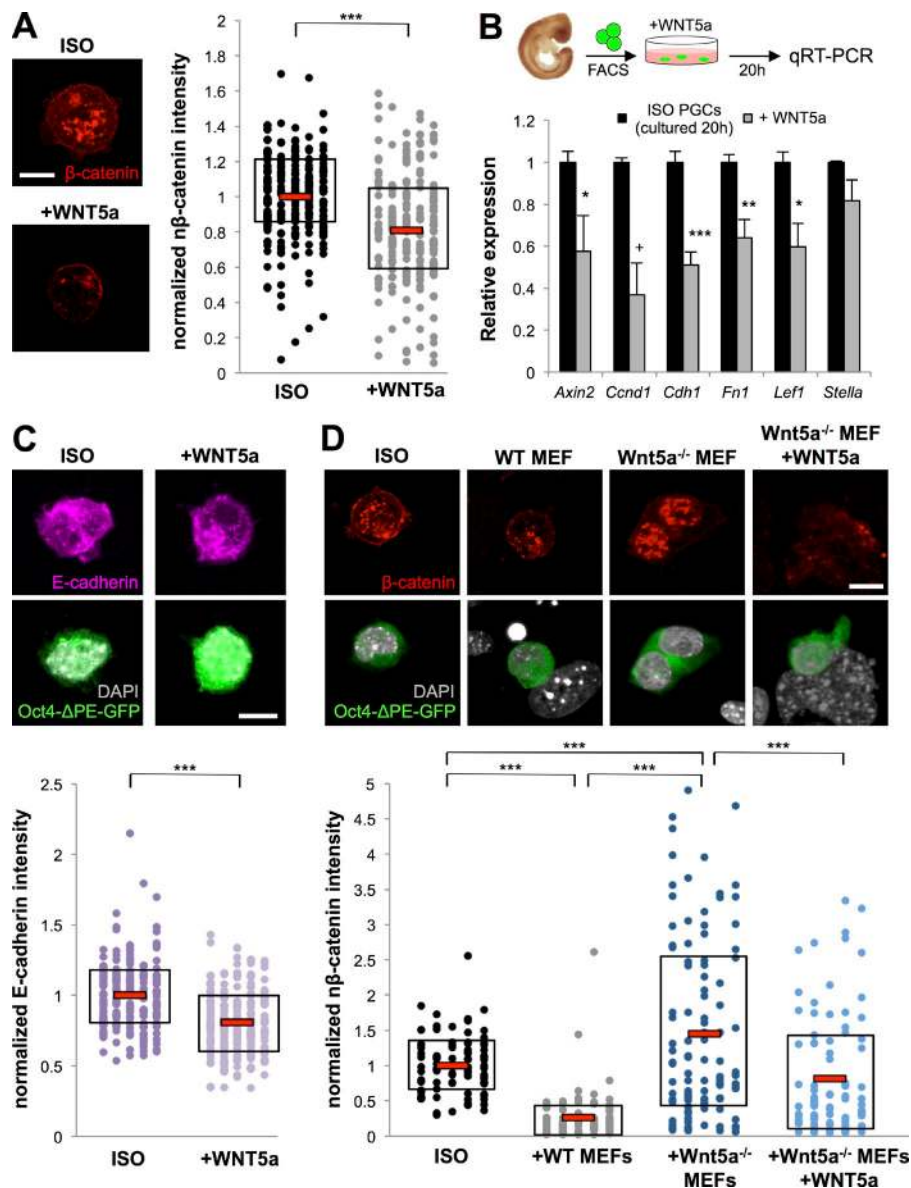 A
ISO
β-catenin
+WNT5a
***
normalized nβ-catenin intensity
2
1.8
1.6
1.4
1.2
1
0.8
0.6
0.4
0.2
0
ISO
+WNT5a
B
+WNT5a
FACS
20h
qRT-PCR
ISO PGCs
(cultured 20h)
+ WNT5a
Relative expression
1.2
1
0.8
0.6
0.4
0.2
0
*
+
***
**
*
Axin2 Ccnd1 Cdh1 Fn1 Lef1 Stella
C
ISO +WNT5a
E-cadherin
DAPI
Oct4-ΔPE-GFP
***
normalized E-cadherin intensity
2.5
2
1.5
1
0.5
0
ISO
+WNT5a
D
ISO
WT MEF
Wnt5a-/- MEF
Wnt5a-/- MEF
+WNT5a
β-catenin
DAPI
Oct4-ΔPE-GFP
***
***
***
***
normalized nβ-catenin intensity
5
4.5
4
3.5
3
2.5
2
1.5
1
0.5
0
ISO
+WT MEFs
+Wnt5a-/-
MEFs
+Wnt5a-/- MEFs
+WNT5a